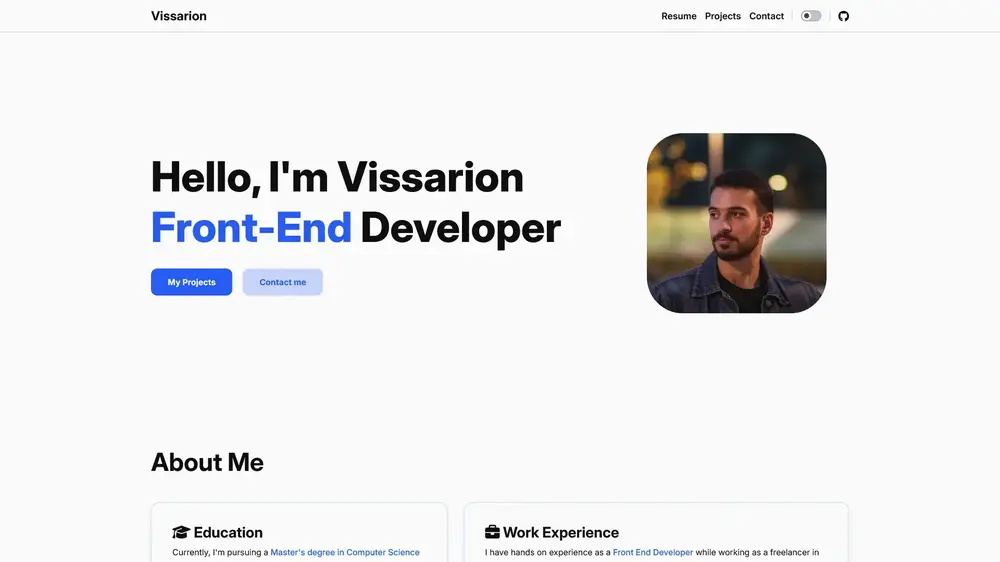 Vissarion
Resume Projects Contact
Hello, I'm Vissarion
Front-End Developer
My Projects Contact me
About Me
Education
Currently, I'm pursuing a Master's degree in Computer Science
Work Experience
I have hands on experience as a Front End Developer while working as a freelancer in